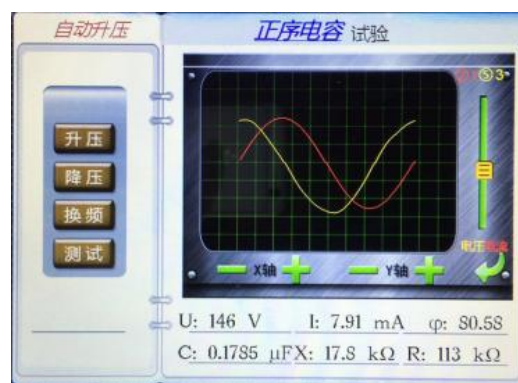 自动升压
正序电容 试验
升压
降压
换频
测试
电压
X轴
Y轴
U: 146 V I: 7.91 mA φ: 80.58
C: 0.1785 μF X: 17.8 kΩ R: 113 kΩ